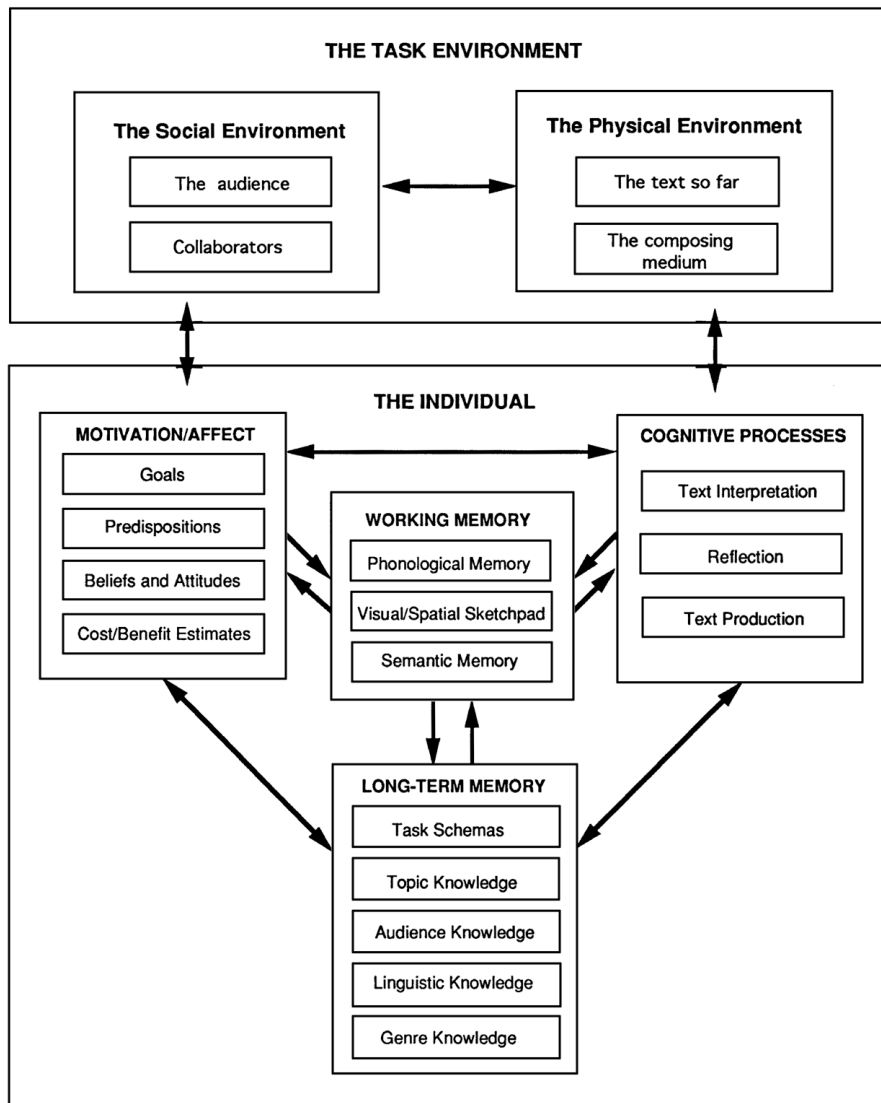 THE TASK ENVIRONMENT
The Social Environment
The audience
Collaborators
The Physical Environment
The text so far
The composing
medium
THE INDIVIDUAL
MOTIVATION/AFFECT
Goals
Predispositions
Beliefs and Attitudes
Cost/Benefit Estimates
WORKING MEMORY
Phonological Memory
Visual/Spatial Sketchpad
Semantic Memory
COGNITIVE PROCESSES
Text Interpretation
Reflection
Text Production
LONG-TERM MEMORY
Task Schemas
Topic Knowledge
Audience Knowledge
Linguistic Knowledge
Genre Knowledge